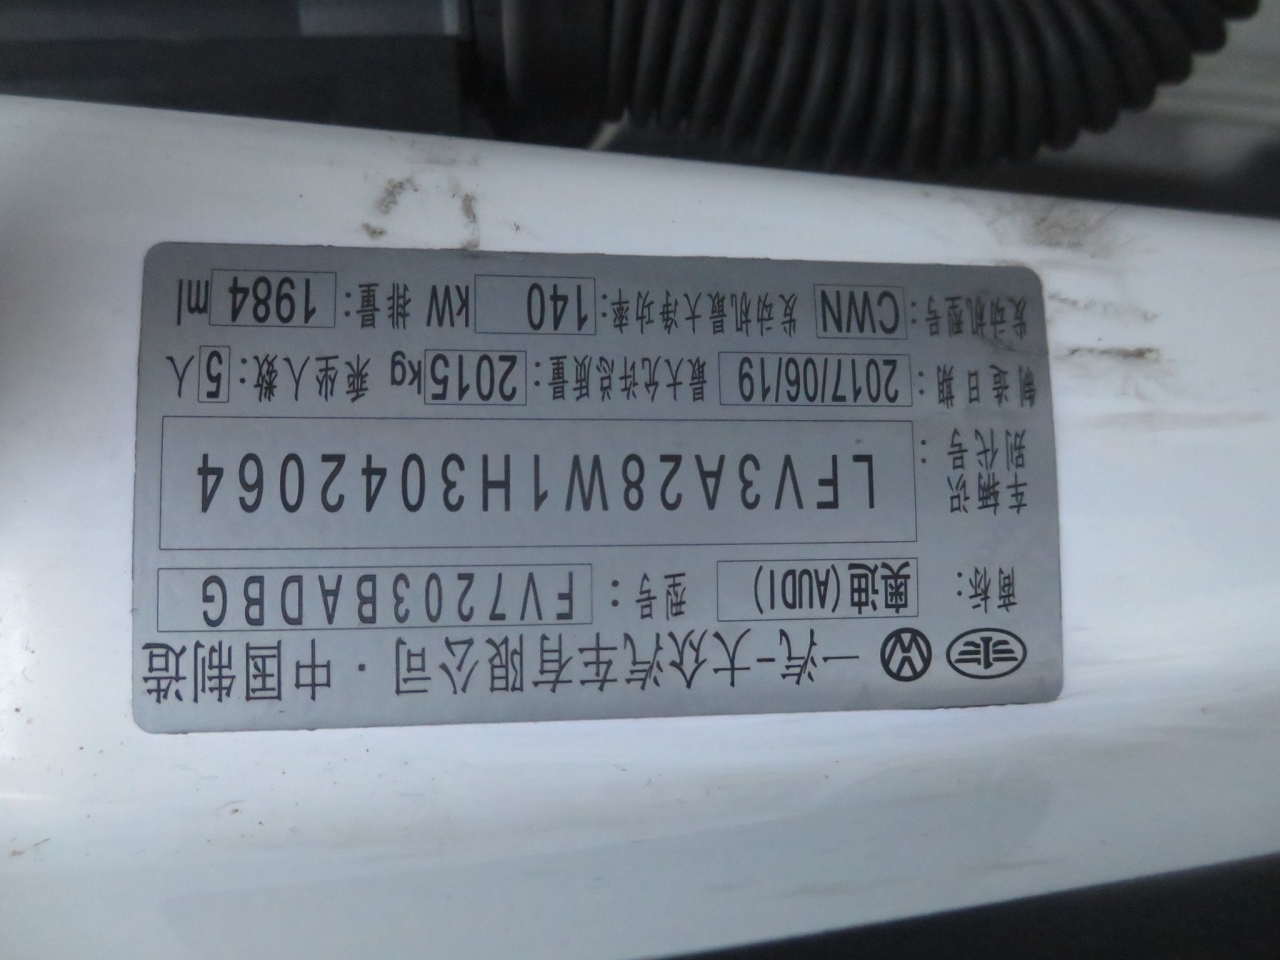 一汽-大众汽车有限公司·中国制造
商标: 奥迪(AUDI) 型号: FV7203BADBG
车辆识别代号: LFV3A28W1H3042064
制造日期: 2017/06/19 最大允许总质量: 2015kg 乘坐人数: 5人
发动机型号: CWN 发动机最大净功率: 140 kW 排量: 1984 ml